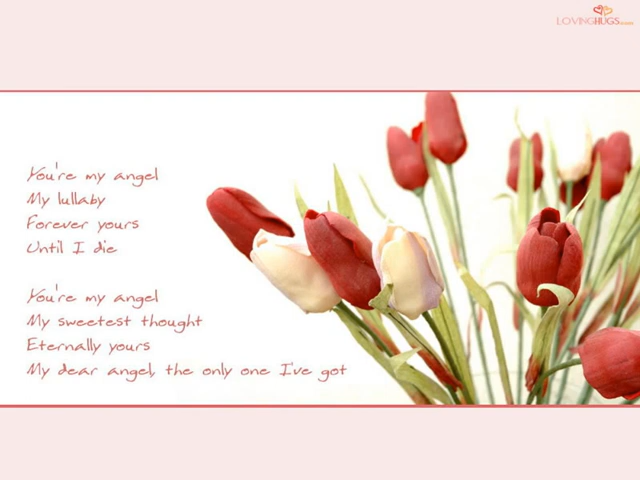 LOVINGHUGS
You're my angel
My lullaby
Forever yours
Until I die
You're my angel
My sweetest thought
Eternally yours
My dear angel, the only one I've got